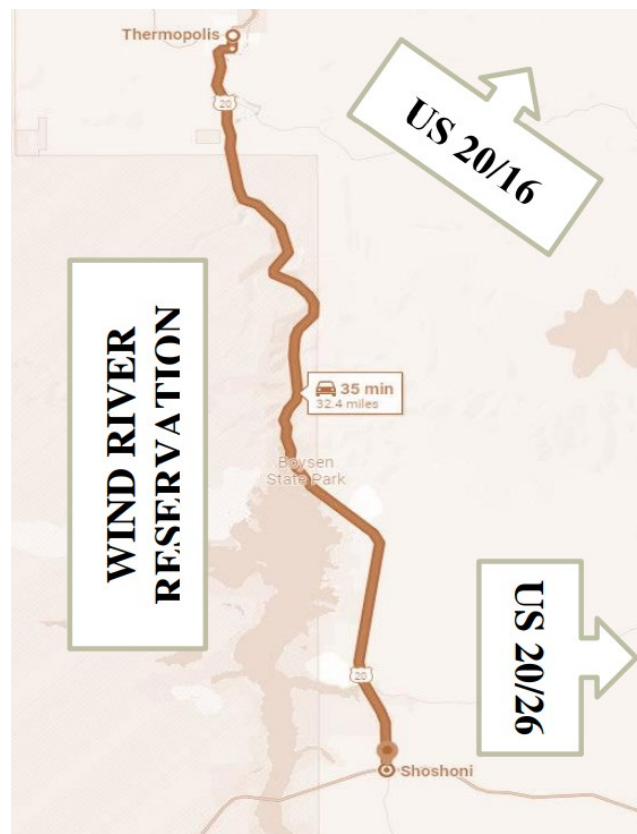 Thermopolis
20
US 20/16
WIND RIVER
RESERVATION
35 min
32.4 miles
Boysen
State Park
US 20/26
20
Shoshoni